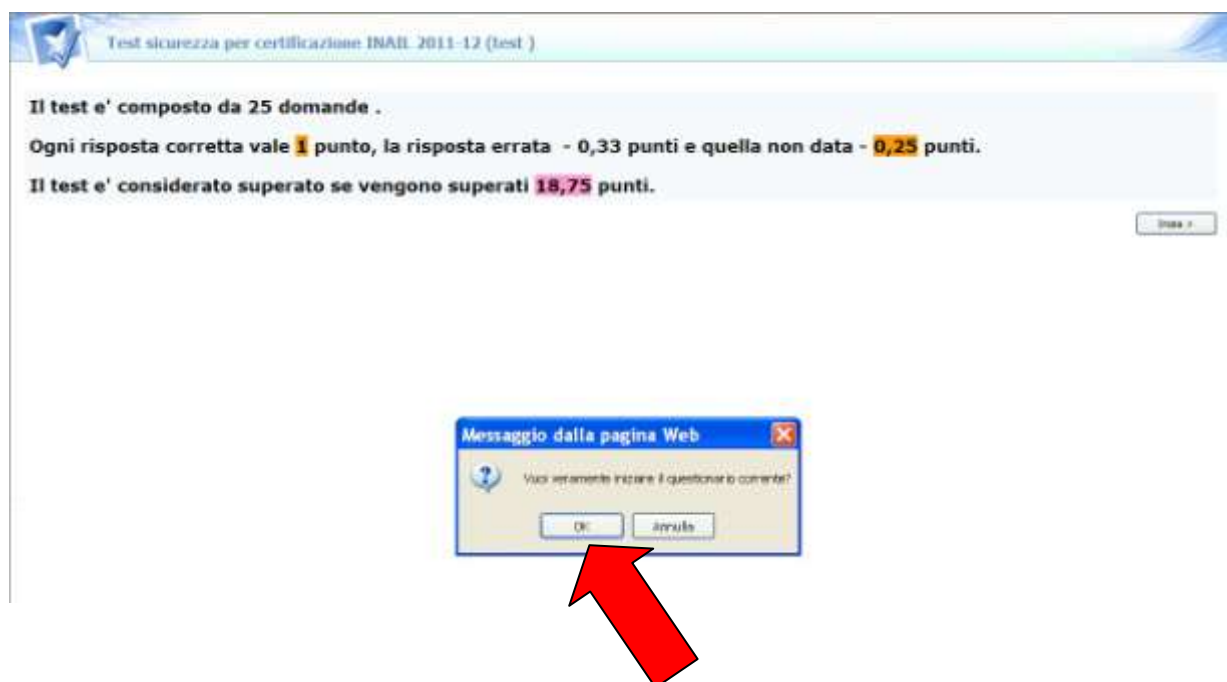 Test sicurezza per certificazione INAIL 2011-12 (test )
Il test e' composto da 25 domande .
Ogni risposta corretta vale 1 punto, la risposta errata - 0,33 punti e quella non data - 0,25 punti.
Il test e' considerato superato se vengono superati 18,75 punti.
Inizia >
Messaggio dalla pagina Web
Vuoi veramente iniziare il questionario corrente?
OK Annulla